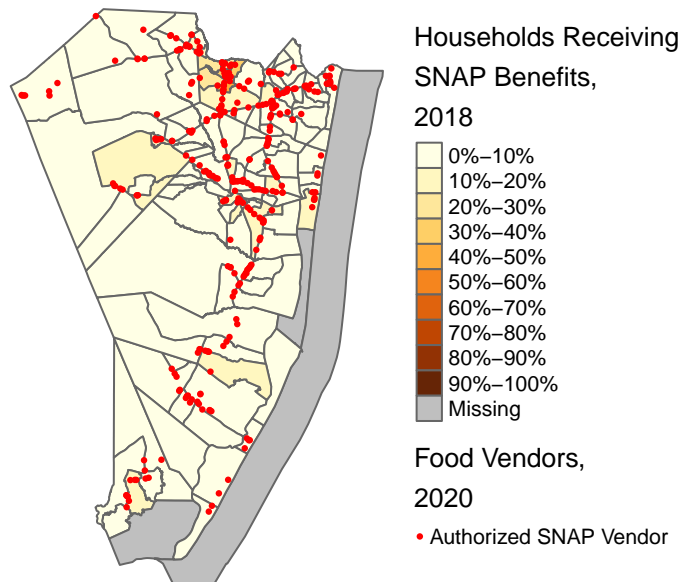 Households Receiving
SNAP Benefits,
2018
0%–10%
10%–20%
20%–30%
30%–40%
40%–50%
50%–60%
60%–70%
70%–80%
80%–90%
90%–100%
Missing
Food Vendors,
2020
Authorized SNAP Vendor